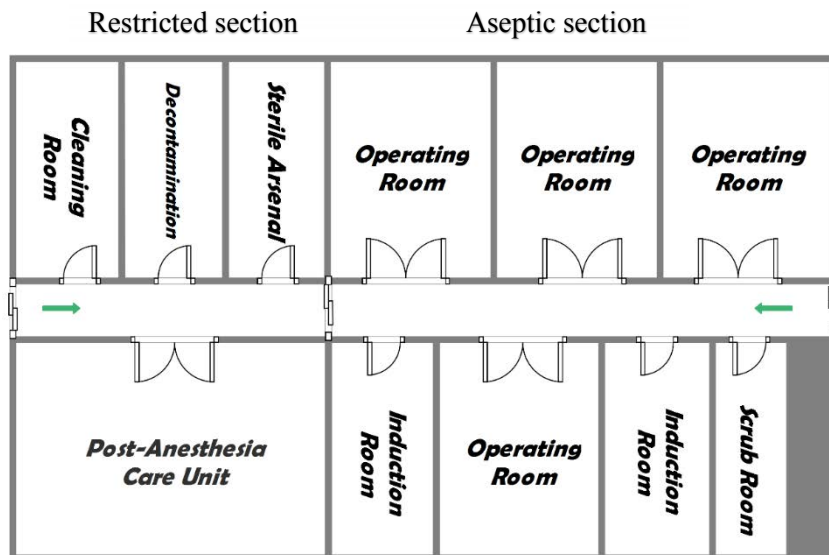 Restricted section
Aseptic section
Cleaning
Room
Decontamination
Sterile Arsenal
Operating
Room
Operating
Room
Operating
Room
Post-Anesthesia
Care Unit
Induction
Room
Operating
Room
Induction
Room
Scrub Room